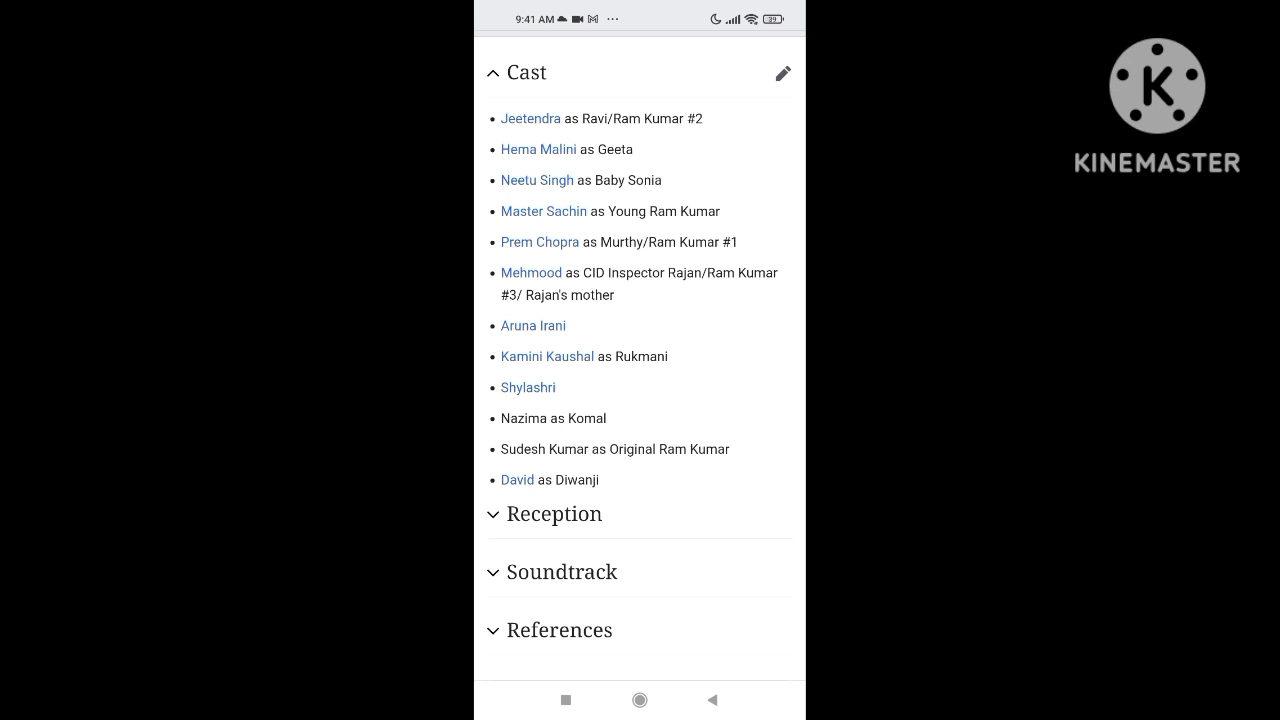 9:41 AM
39
Cast
Jeetendra as Ravi/Ram Kumar #2
Hema Malini as Geeta
Neetu Singh as Baby Sonia
Master Sachin as Young Ram Kumar
Prem Chopra as Murthy/Ram Kumar #1
Mehmood as CID Inspector Rajan/Ram Kumar
#3/ Rajan's mother
Aruna Irani
Kamini Kaushal as Rukmani
Shylashri
Nazima as Komal
Sudesh Kumar as Original Ram Kumar
David as Diwanji
Reception
Soundtrack
References
K
KINEMASTER